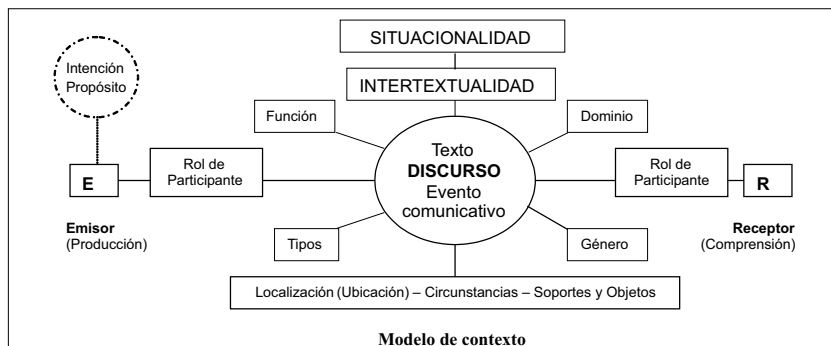 SITUACIONALIDAD
INTERTEXTUALIDAD
Intención
Propósito
Función
Dominio
Texto
DISCURSO
Evento
comunicativo
E
Rol de
Participante
Rol de
Participante
R
Emisor
(Producción)
Tipos
Género
Receptor
(Comprensión)
Localización (Ubicación) – Circunstancias – Soportes y Objetos
Modelo de contexto